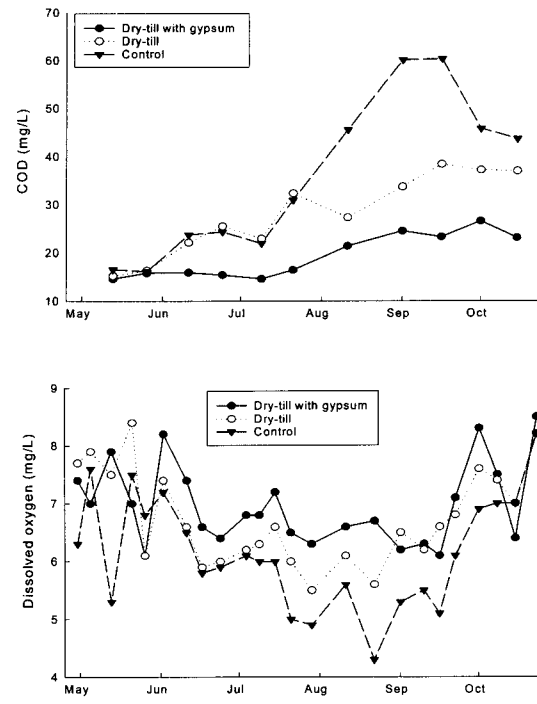 70
60
50
40
30
20
10
COD (mg/L)
Dry-till with gypsum
Dry-till
Control
May Jun Jul Aug Sep Oct
9
8
7
6
5
4
Dissolved oxygen (mg/L)
Dry-till with gypsum
Dry-till
Control
May Jun Jul Aug Sep Oct